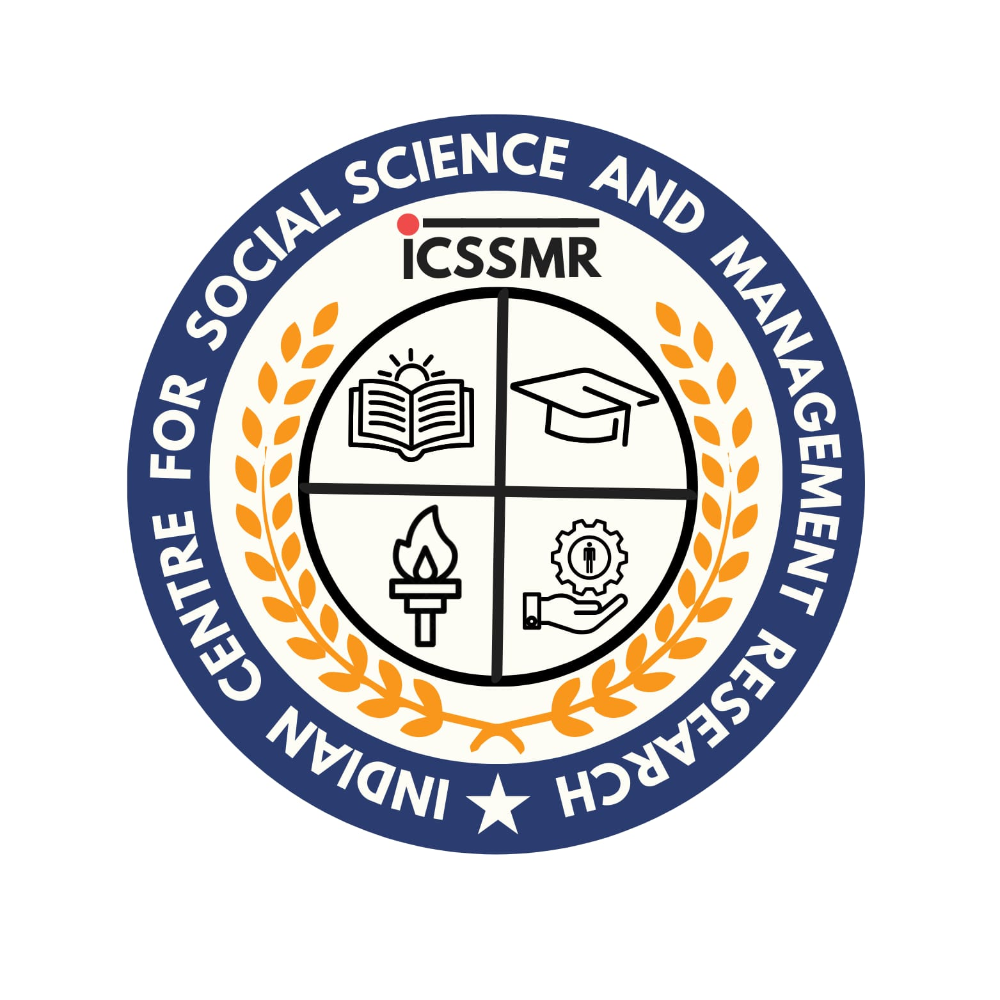 INDIAN CENTRE FOR SOCIAL SCIENCE AND MANAGEMENT RESEARCH
iCSSMR